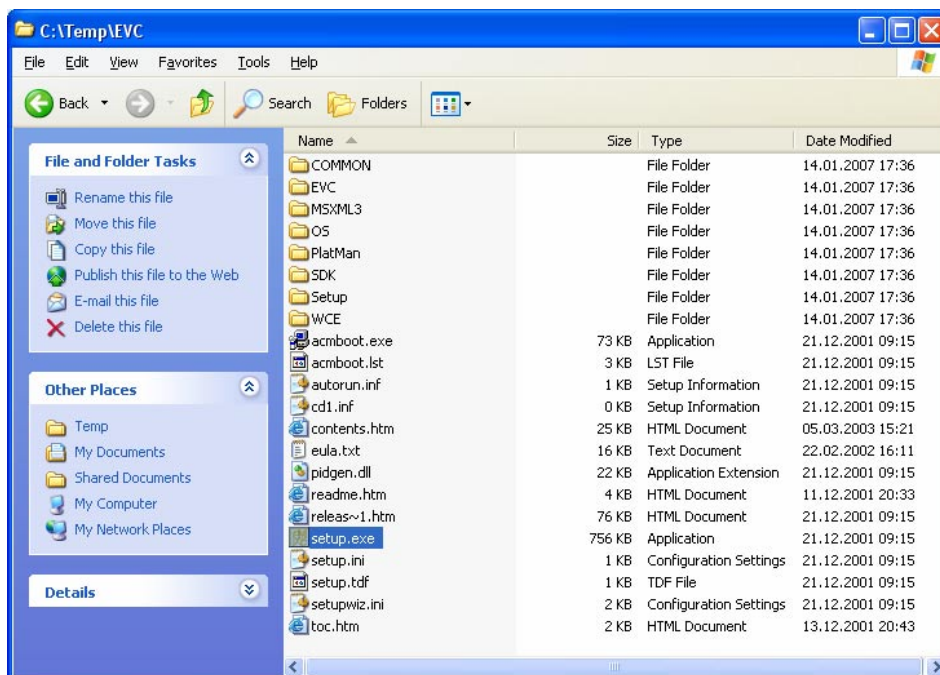 C:\Temp\EVC
File Edit View Favorites Tools Help
Back Search Folders
File and Folder Tasks
Rename this file
Move this file
Copy this file
Publish this file to the Web
E-mail this file
Delete this file
Other Places
Temp
My Documents
Shared Documents
My Computer
My Network Places
Details
Name Size Type Date Modified
COMMON File Folder 14.01.2007 17:36
EVC File Folder 14.01.2007 17:36
MSXML3 File Folder 14.01.2007 17:36
OS File Folder 14.01.2007 17:36
PlatMan File Folder 14.01.2007 17:36
SDK File Folder 14.01.2007 17:36
Setup File Folder 14.01.2007 17:36
WCE File Folder 14.01.2007 17:36
acmboot.exe 73 KB Application 21.12.2001 09:15
acmboot.lst 3 KB LST File 21.12.2001 09:15
autorun.inf 1 KB Setup Information 21.12.2001 09:15
cd1.inf 0 KB Setup Information 21.12.2001 09:15
contents.htm 25 KB HTML Document 05.03.2003 15:21
eula.txt 16 KB Text Document 22.02.2002 16:11
pidgen.dll 22 KB Application Extension 21.12.2001 09:15
readme.htm 4 KB HTML Document 11.12.2001 20:33
releas~1.htm 76 KB HTML Document 21.12.2001 09:15
setup.exe 756 KB Application 21.12.2001 09:15
setup.ini 1 KB Configuration Settings 21.12.2001 09:15
setup.tdf 1 KB TDF File 21.12.2001 09:15
setupwiz.ini 2 KB Configuration Settings 21.12.2001 09:15
toc.htm 2 KB HTML Document 13.12.2001 20:43